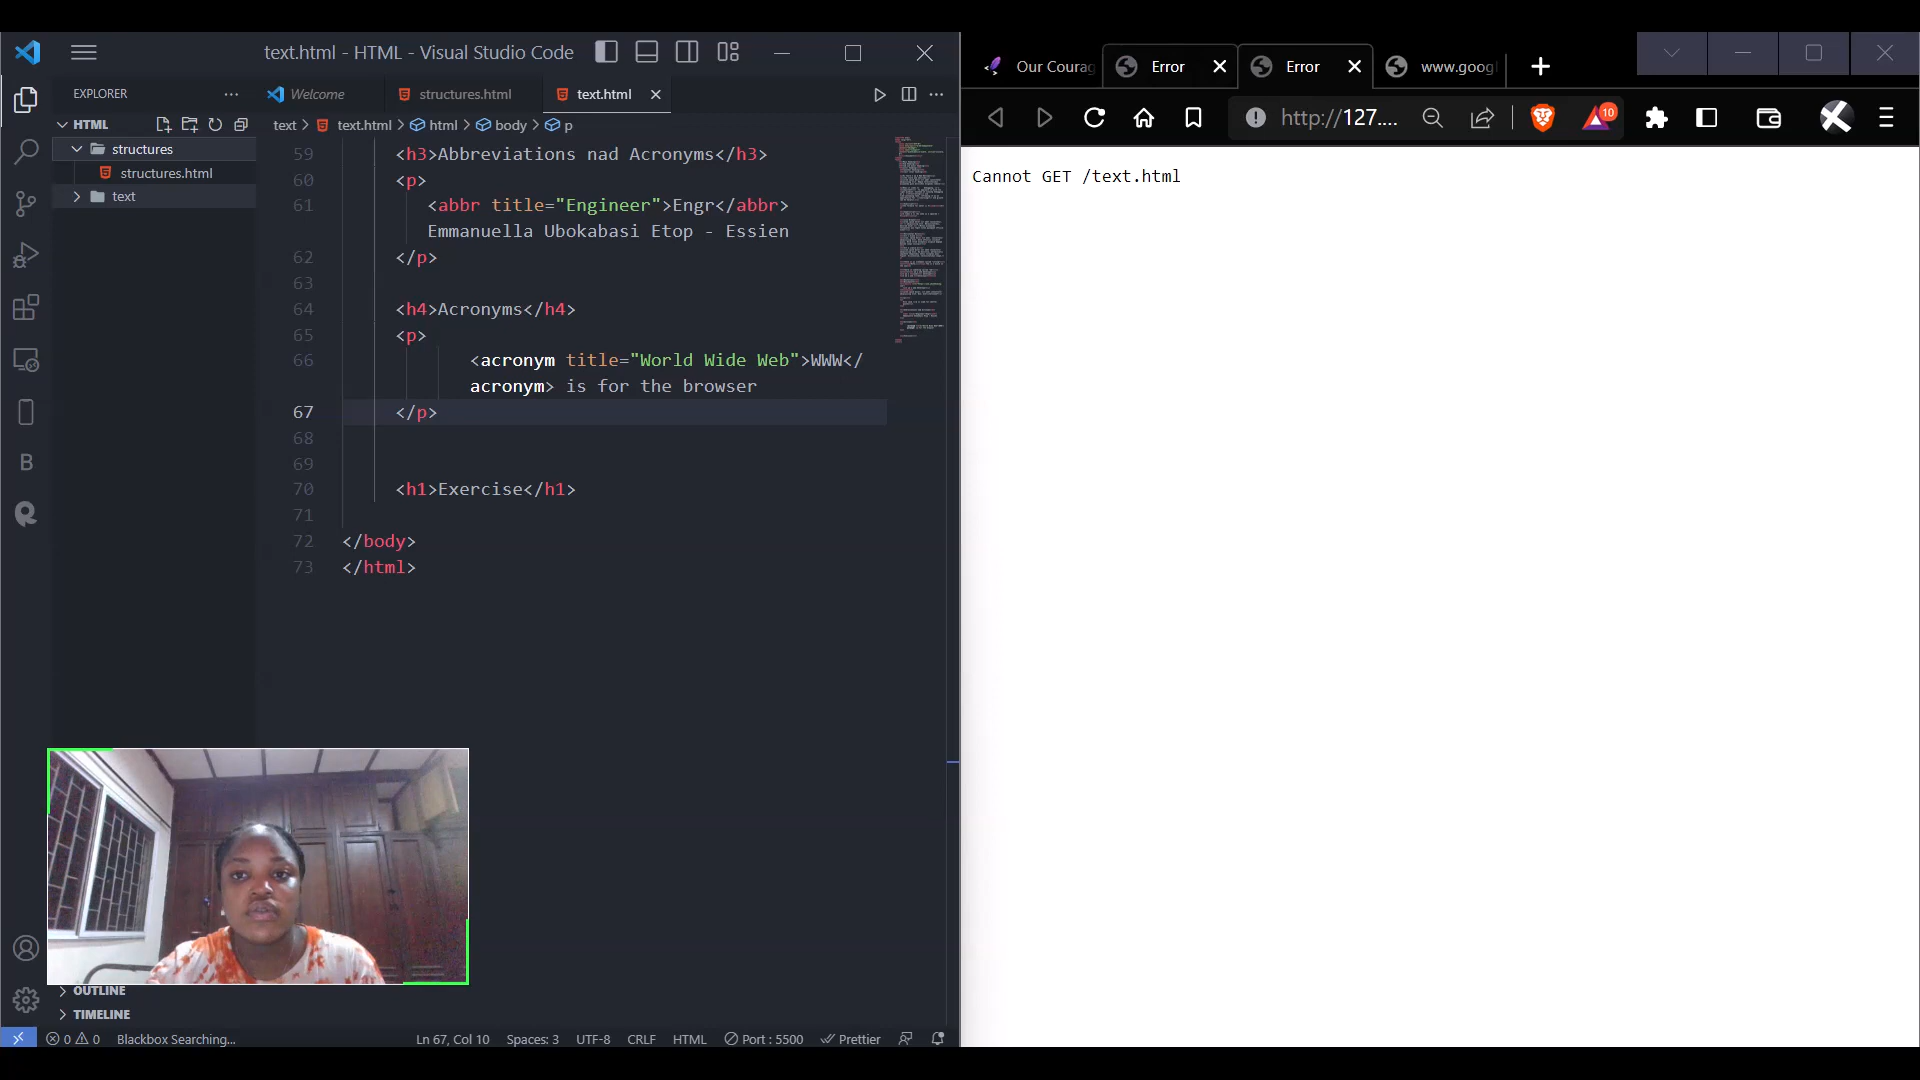 text.html - HTML - Visual Studio Code
EXPLORER
Welcome
structures.html
text.html
HTML
structures
structures.html
text
text > text.html > html > body > p
59 <h3>Abbreviations nad Acronyms</h3>
60 <p>
61 <abbr title="Engineer">Engr</abbr>
Emmanuella Ubokabasi Etop - Essien
62 </p>
63
64 <h4>Acronyms</h4>
65 <p>
66 <acronym title="World Wide Web">WWW</
acronym> is for the browser
67 </p>
68
69
70 <h1>Exercise</h1>
71
72 </body>
73 </html>
B
OUTLINE
TIMELINE
0 0 Blackbox Searching...
Ln 67, Col 10 Spaces: 3 UTF-8 CRLF HTML Port : 5500 Prettier
Our Courag
Error
Error
www.googl
http://127....
10
Cannot GET /text.html